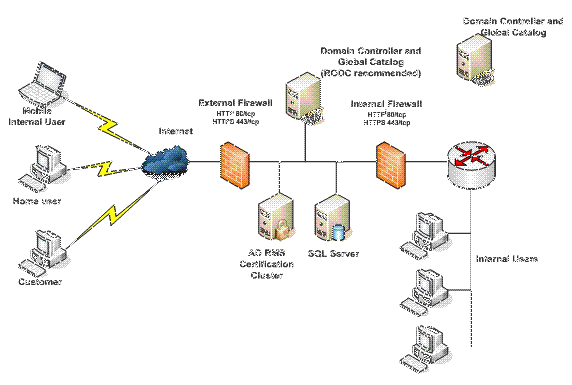 Domain Controller and
Global Catalog
Domain Controller and
Global Catalog
(RODC recommended)
Mobile
Internal User
External Firewall
HTTP 80/tcp
HTTPS 443/tcp
Internal Firewall
HTTP 80/tcp
HTTPS 443/tcp
Internet
Home user
AD RMS
Certification
Cluster
SQL Server
Internal Users
Customer